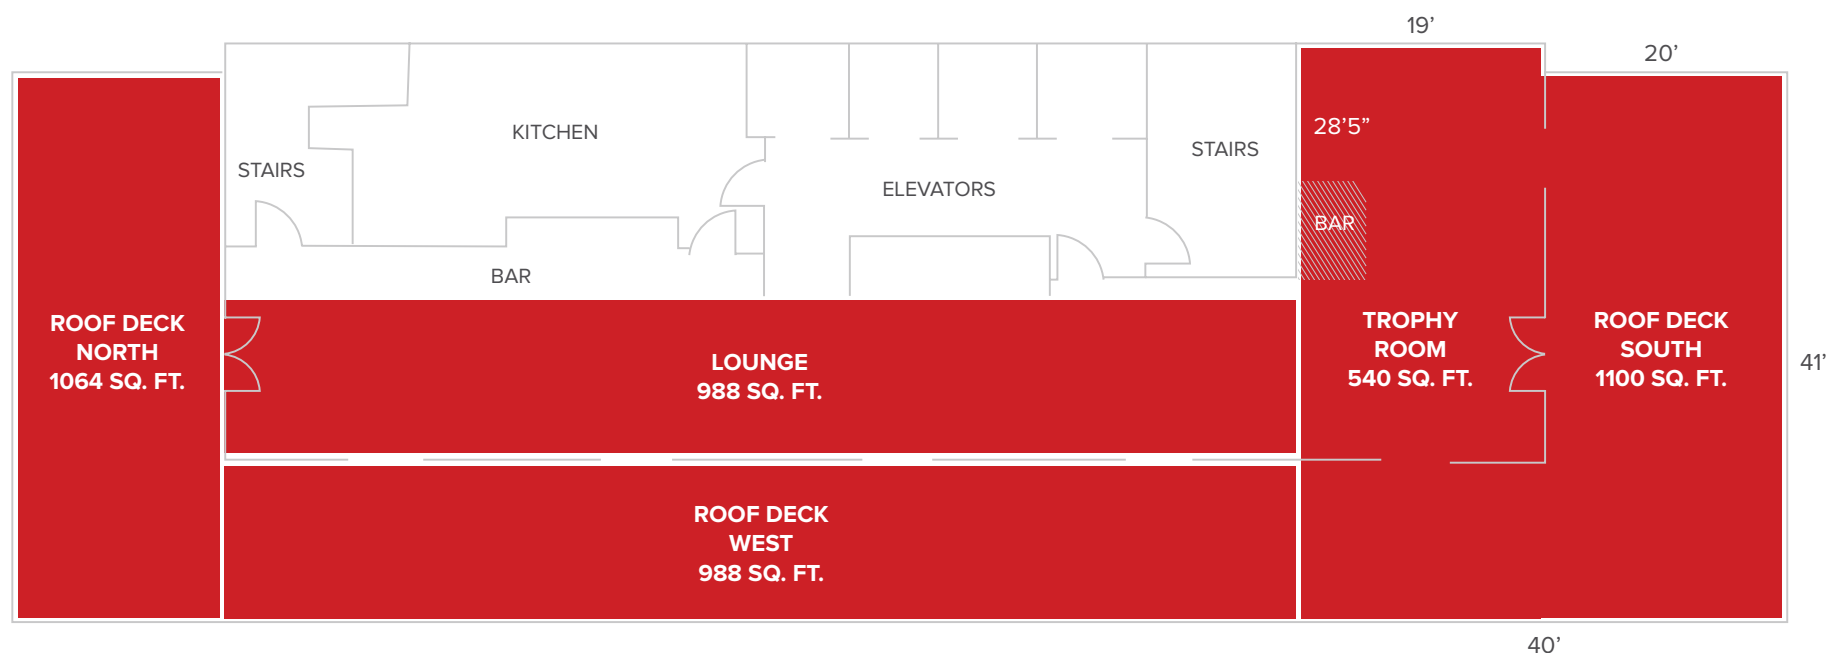 19’
20’
KITCHEN
28’5”
STAIRS
STAIRS
ELEVATORS
BAR
BAR
ROOF DECK
NORTH
1064 SQ. FT.
LOUNGE
988 SQ. FT.
TROPHY
ROOM
540 SQ. FT.
ROOF DECK
SOUTH
1100 SQ. FT.
41’
ROOF DECK
WEST
988 SQ. FT.
40’